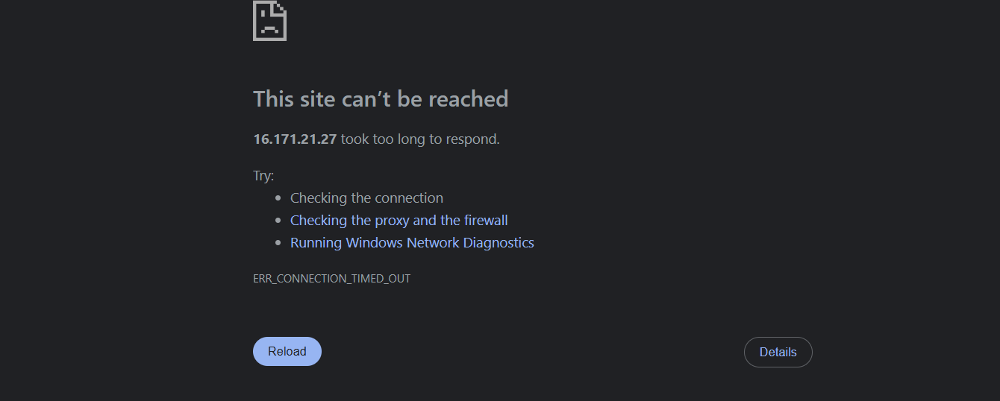 This site can’t be reached
16.171.21.27 took too long to respond.
Try:
Checking the connection
Checking the proxy and the firewall
Running Windows Network Diagnostics
ERR_CONNECTION_TIMED_OUT
Reload
Details